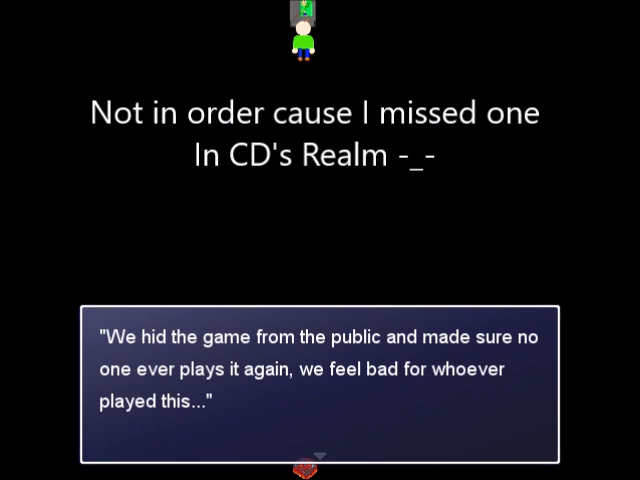 Not in order cause I missed one
In CD's Realm -_-
"We hid the game from the public and made sure no
one ever plays it again, we feel bad for whoever
played this..."